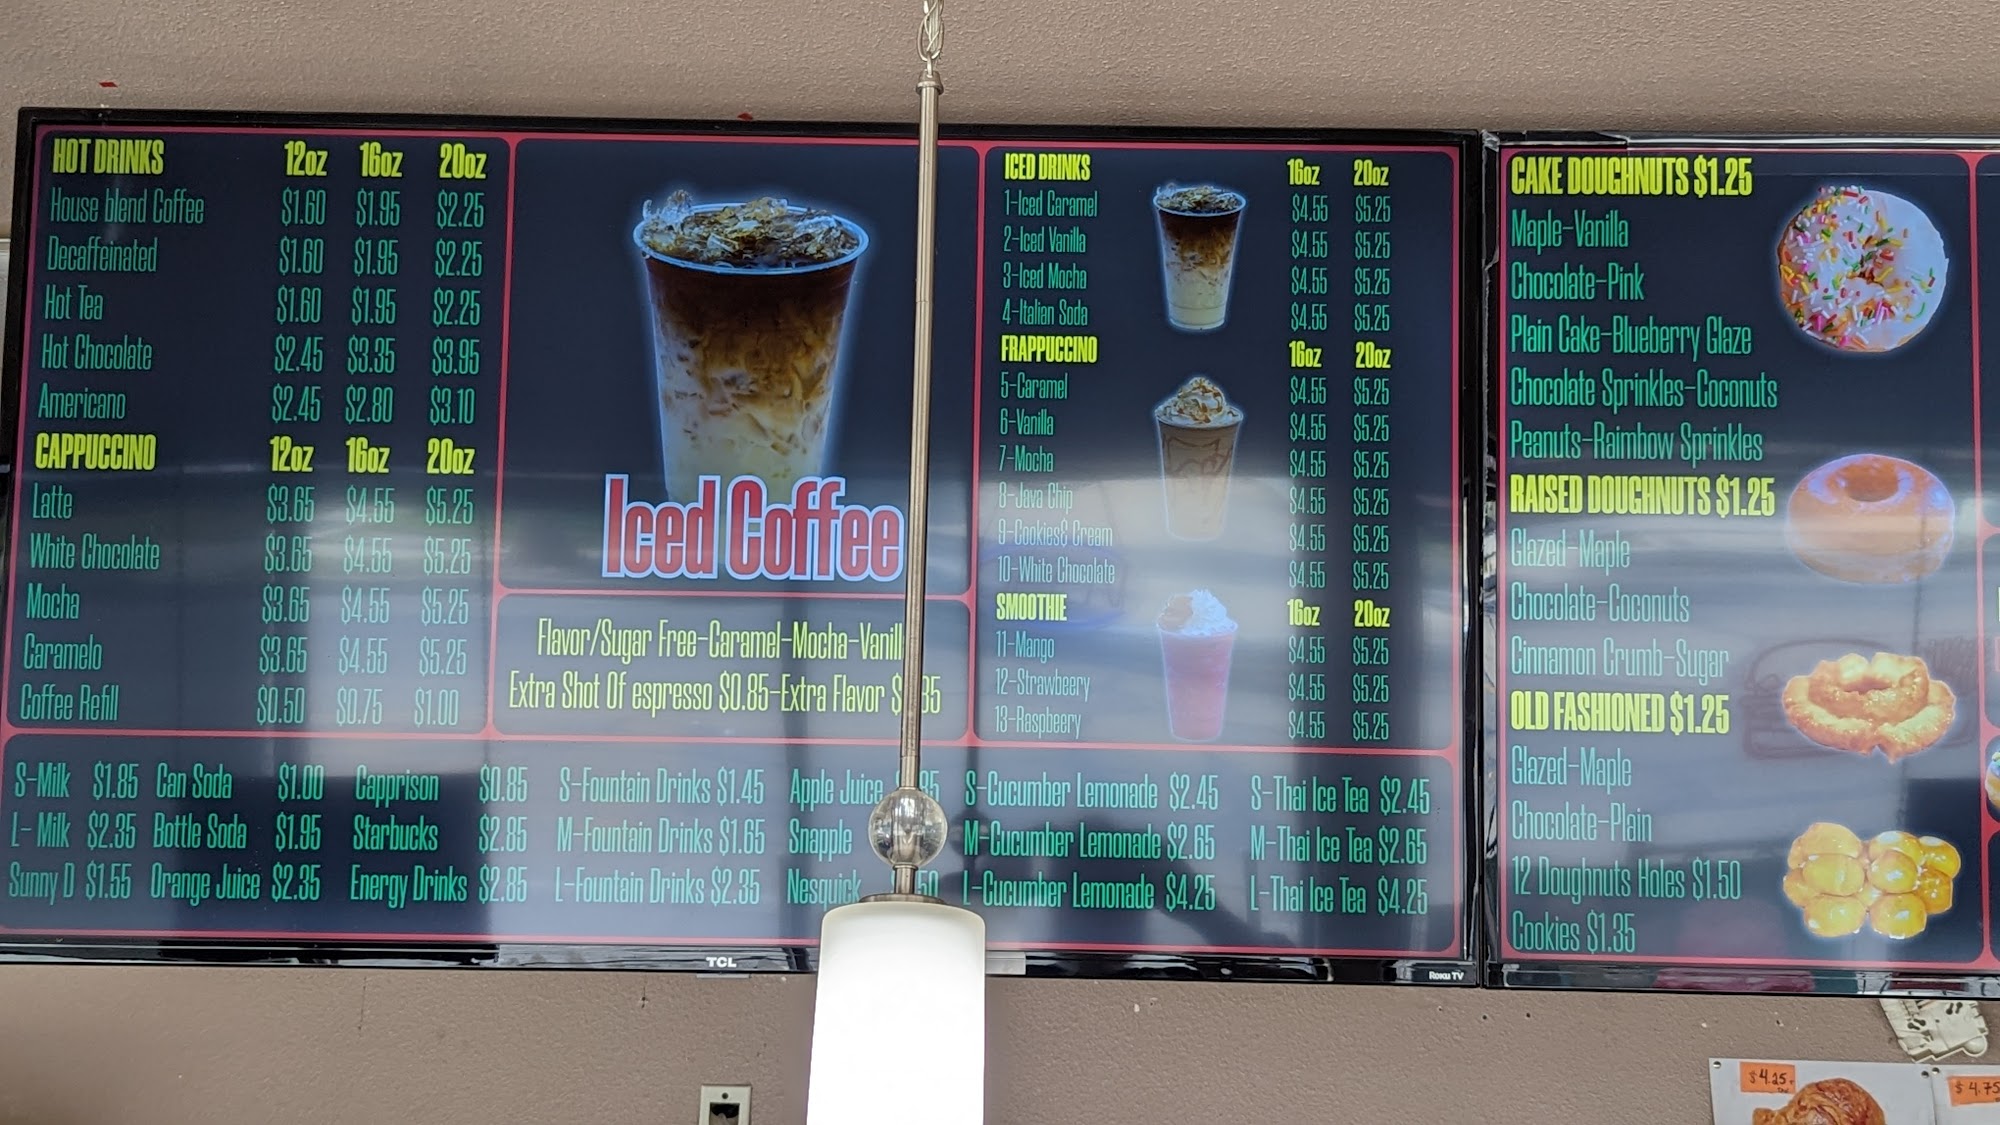 HOT DRINKS 12oz 16oz 20oz
House blend Coffee $1.60 $1.95 $2.25
Decaffeinated $1.60 $1.95 $2.25
Hot Tea $1.60 $1.95 $2.25
Hot Chocolate $2.45 $3.35 $3.95
Americano $2.45 $2.80 $3.10
CAPPUCCINO 12oz 16oz 20oz
Latte $3.65 $4.55 $5.25
White Chocolate $3.65 $4.55 $5.25
Mocha $3.65 $4.55 $5.25
Caramelo $3.65 $4.55 $5.25
Coffee Refill $0.50 $0.75 $1.00
Iced Coffee
Flavor/Sugar Free-Caramel-Mocha-Vanill
Extra Shot Of espresso $0.85-Extra Flavor $ 35
ICED DRINKS 16oz 20oz
1-Iced Caramel $4.55 $5.25
2-Iced Vanilla $4.55 $5.25
3-Iced Mocha $4.55 $5.25
4-Italian Soda $4.55 $5.25
FRAPPUCCINO 16oz 20oz
5-Caramel $4.55 $5.25
6-Vanilla $4.55 $5.25
7-Mocha $4.55 $5.25
8-Java Chip $4.55 $5.25
9-Cookies& Cream $4.55 $5.25
10-White Chocolate $4.55 $5.25
SMOOTHIE 16oz 20oz
11-Mango $4.55 $5.25
12-Strawbeery $4.55 $5.25
13-Raspbeery $4.55 $5.25
S-Milk $1.85 Can Soda $1.00 Capprison $0.85 S-Fountain Drinks $1.45 Apple Juice 85 S-Cucumber Lemonade $2.45 S-Thai Ice Tea $2.45
L- Milk $2.35 Bottle Soda $1.95 Starbucks $2.85 M-Fountain Drinks $1.65 Snapple M-Cucumber Lemonade $2.65 M-Thai Ice Tea $2.65
Sunny D $1.55 Orange Juice $2.35 Energy Drinks $2.85 L-Fountain Drinks $2.35 Nesquick 50 L-Cucumber Lemonade $4.25 L-Thai Ice Tea $4.25
TCL
Roku TV
CAKE DOUGHNUTS $1.25
Maple-Vanilla
Chocolate-Pink
Plain Cake-Blueberry Glaze
Chocolate Sprinkles-Coconuts
Peanuts-Raimbow Sprinkles
RAISED DOUGHNUTS $1.25
Glazed-Maple
Chocolate-Coconuts
Cinnamon Crumb-Sugar
OLD FASHIONED $1.25
Glazed-Maple
Chocolate-Plain
12 Doughnuts Holes $1.50
Cookies $1.35
$4.25
$4.75